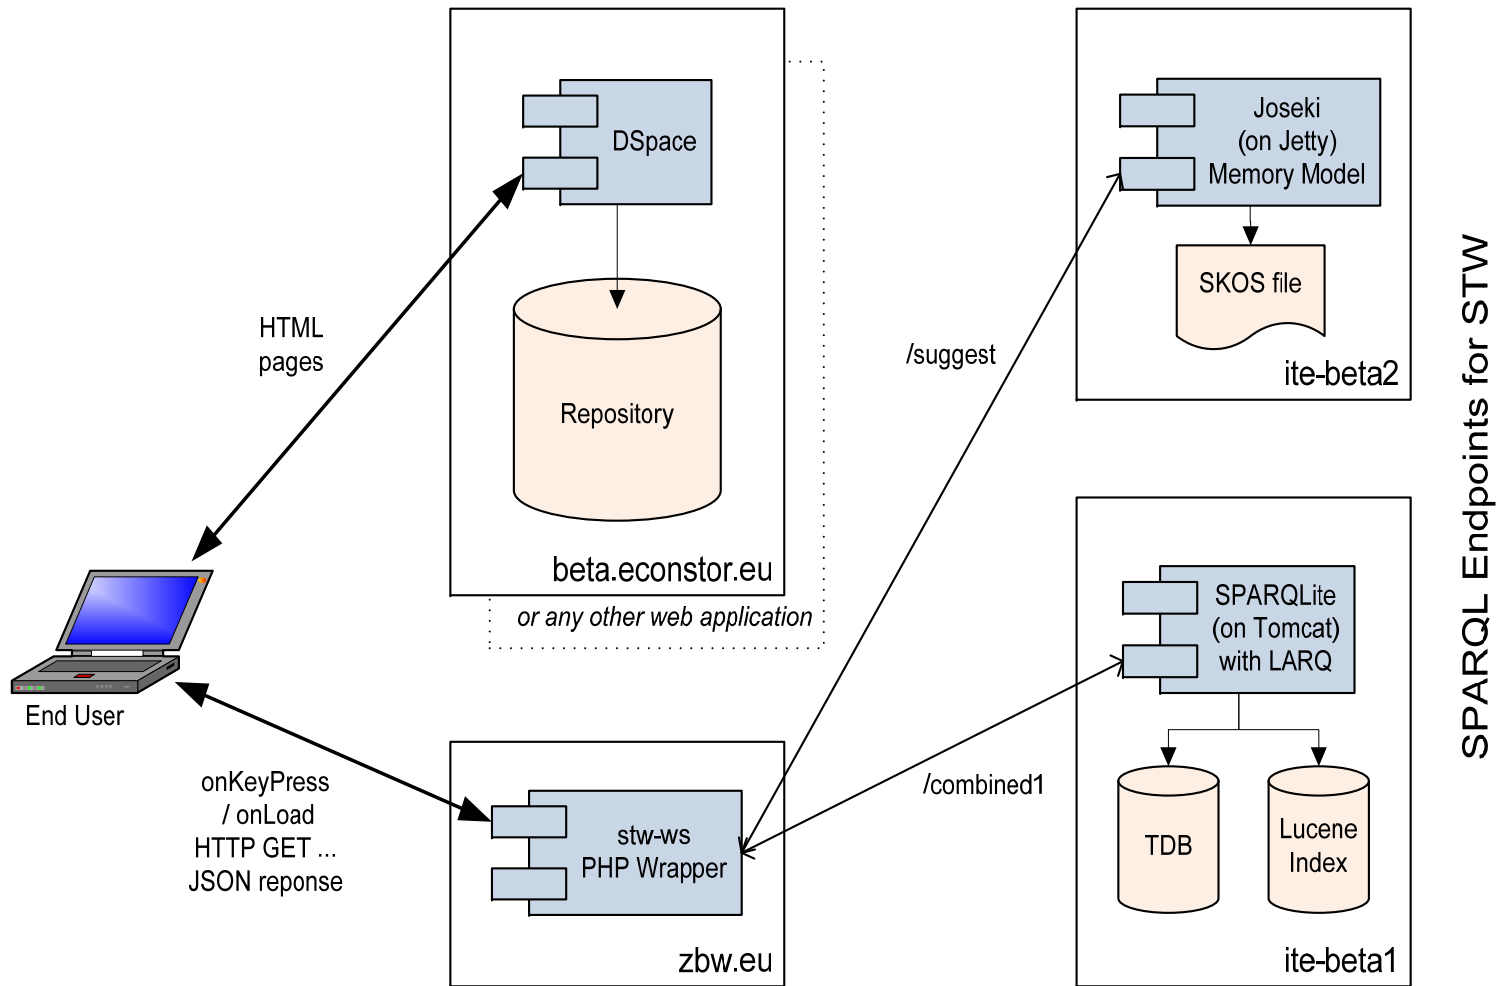 DSpace
Repository
beta.econstor.eu
or any other web application
HTML
pages
End User
onKeyPress
/ onLoad
HTTP GET ...
JSON reponse
stw-ws
PHP Wrapper
zbw.eu
/suggest
/combined1
Joseki
(on Jetty)
Memory Model
SKOS file
ite-beta2
SPARQLite
(on Tomcat)
with LARQ
TDB
Lucene
Index
ite-beta1
SPARQL Endpoints for STW